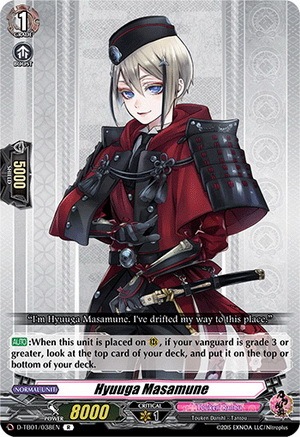 1
GRADE
BOOST
5000
SHIELD
"I'm Hyuuga Masamune. I've drifted my way to this place."
AUTO:When this unit is placed on Ⓡ, if your vanguard is grade 3 or
greater, look at the top card of your deck, and put it on the top or
bottom of your deck.
NORMAL UNIT
Hyuuga Masamune
POWER
8000
CRITICAL
1
Touken Ranbu
Touken Danshi - Tantou
D-TB01/038EN R
©2015 EXNOA LLC/Nitroplus